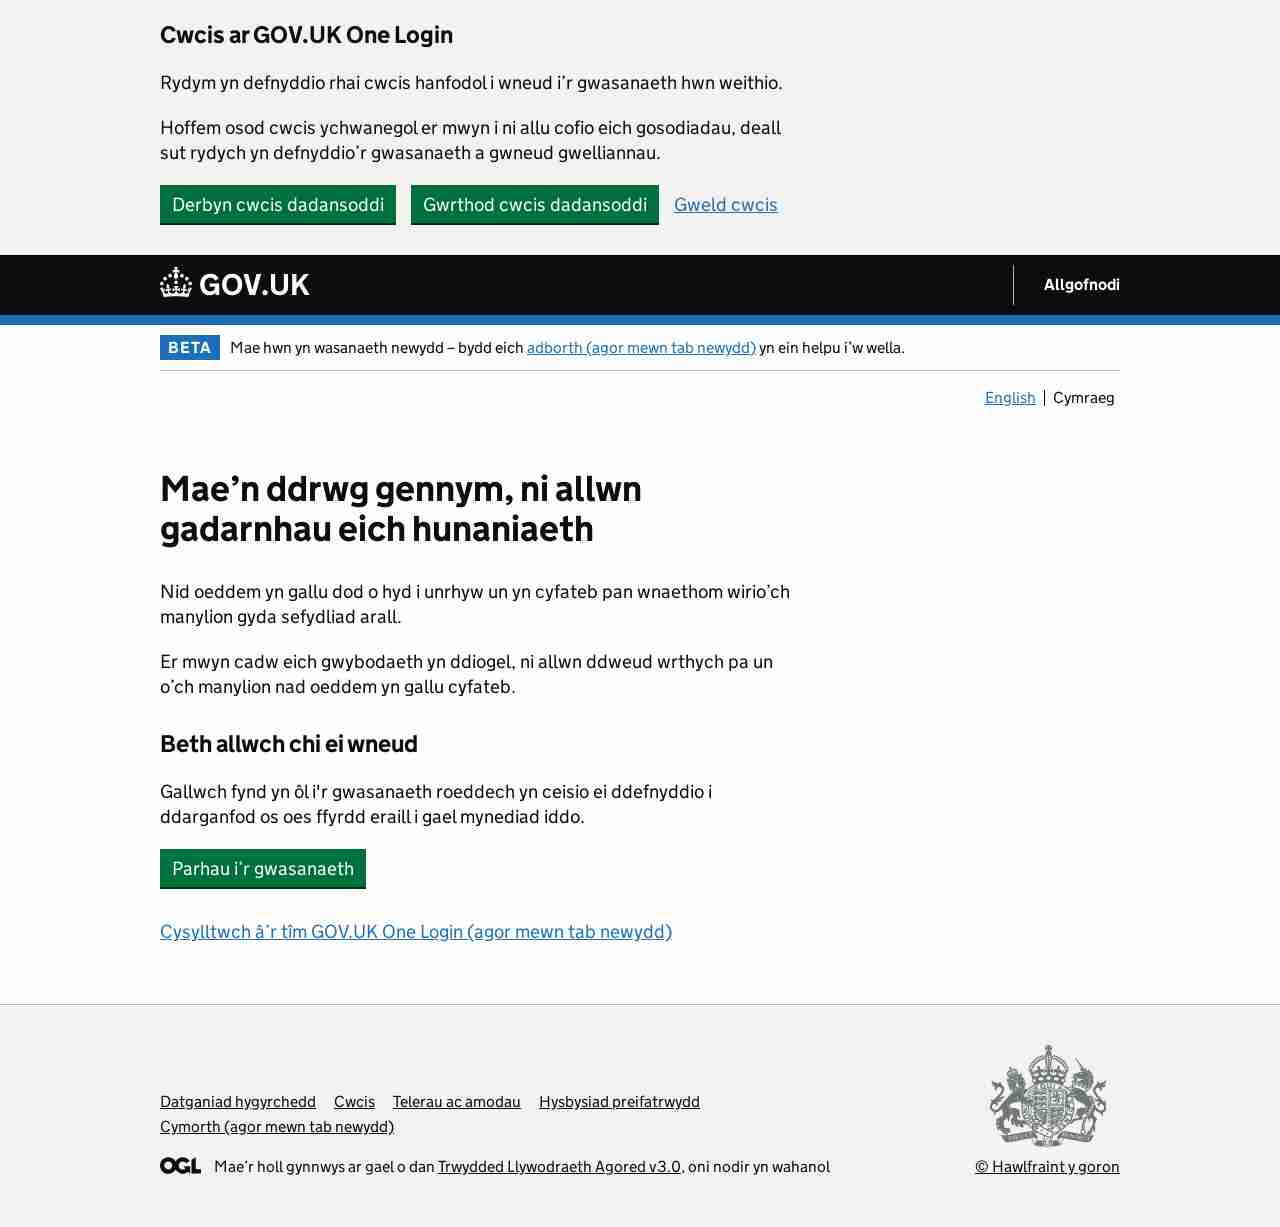 Cwcis ar GOV.UK One Login
Rydym yn defnyddio rhai cwcis hanfodol i wneud i’r gwasanaeth hwn weithio.
Hoffem osod cwcis ychwanegol er mwyn i ni allu cofio eich gosodiadau, deall
sut rydych yn defnyddio’r gwasanaeth a gwneud gwelliannau.
Derbyn cwcis dadansoddi Gwrthod cwcis dadansoddi Gweld cwcis
GOV.UK Allgofnodi
BETA Mae hwn yn wasanaeth newydd – bydd eich adborth (agor mewn tab newydd) yn ein helpu i’w wella.
English Cymraeg
Mae’n ddrwg gennym, ni allwn
gadarnhau eich hunaniaeth
Nid oeddem yn gallu dod o hyd i unrhyw un yn cyfateb pan wnaethom wirio’ch
manylion gyda sefydliad arall.
Er mwyn cadw eich gwybodaeth yn ddiogel, ni allwn ddweud wrthych pa un
o’ch manylion nad oeddem yn gallu cyfateb.
Beth allwch chi ei wneud
Gallwch fynd yn ôl i'r gwasanaeth roeddech yn ceisio ei ddefnyddio i
ddarganfod os oes ffyrdd eraill i gael mynediad iddo.
Parhau i’r gwasanaeth
Cysylltwch â’r tîm GOV.UK One Login (agor mewn tab newydd)
Datganiad hygyrchedd Cwcis Telerau ac amodau Hysbysiad preifatrwydd
Cymorth (agor mewn tab newydd)
OGL Mae’r holl gynnwys ar gael o dan Trwydded Llywodraeth Agored v3.0, oni nodir yn wahanol
© Hawlfraint y goron